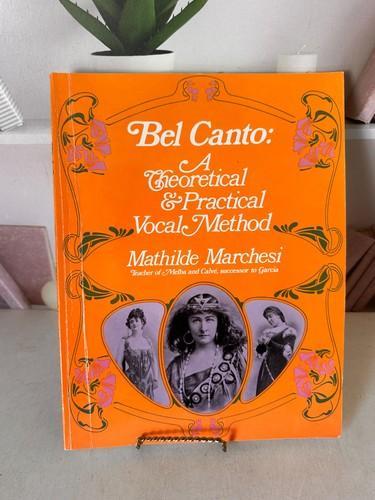 Bel Canto:
A
Theoretical
& Practical
Vocal Method
Mathilde Marchesi
Teacher of Melba and Calvé, successor to Garcia